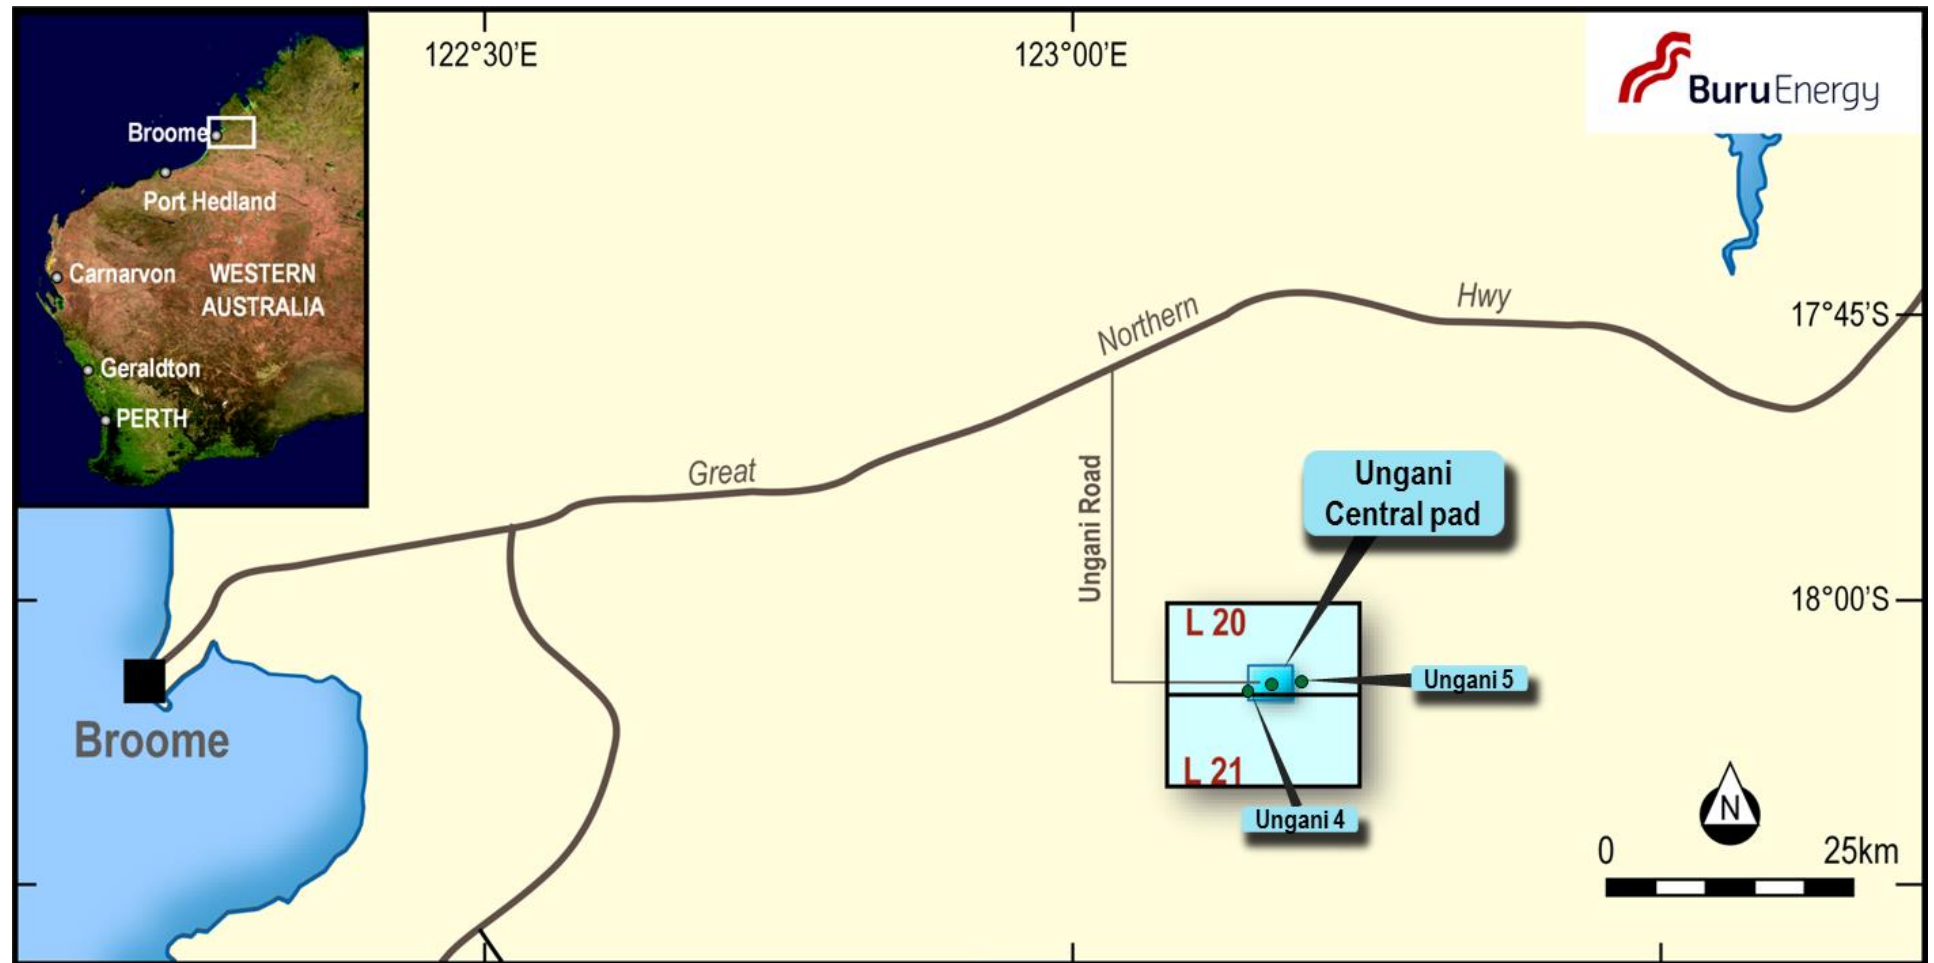 122°30'E
123°00'E
BuruEnergy
Broome
Port Hedland
Carnarvon
WESTERN
AUSTRALIA
Geraldton
PERTH
Great
Northern
Hwy
17°45'S
Ungani Road
Ungani
Central pad
18°00'S
L 20
Ungani 5
L 21
Ungani 4
Broome
N
0
25km